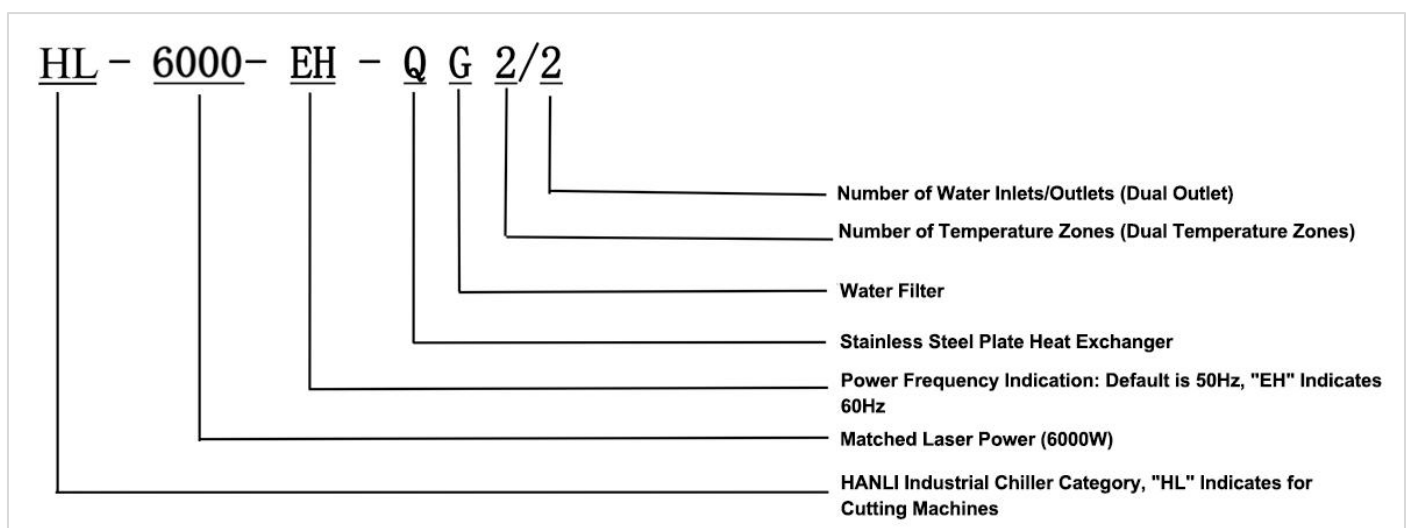 HL - 6000- EH - Q G 2/2
Number of Water Inlets/Outlets (Dual Outlet)
Number of Temperature Zones (Dual Temperature Zones)
Water Filter
Stainless Steel Plate Heat Exchanger
Power Frequency Indication: Default is 50Hz, "EH" Indicates
60Hz
Matched Laser Power (6000W)
HANLI Industrial Chiller Category, "HL" Indicates for
Cutting Machines